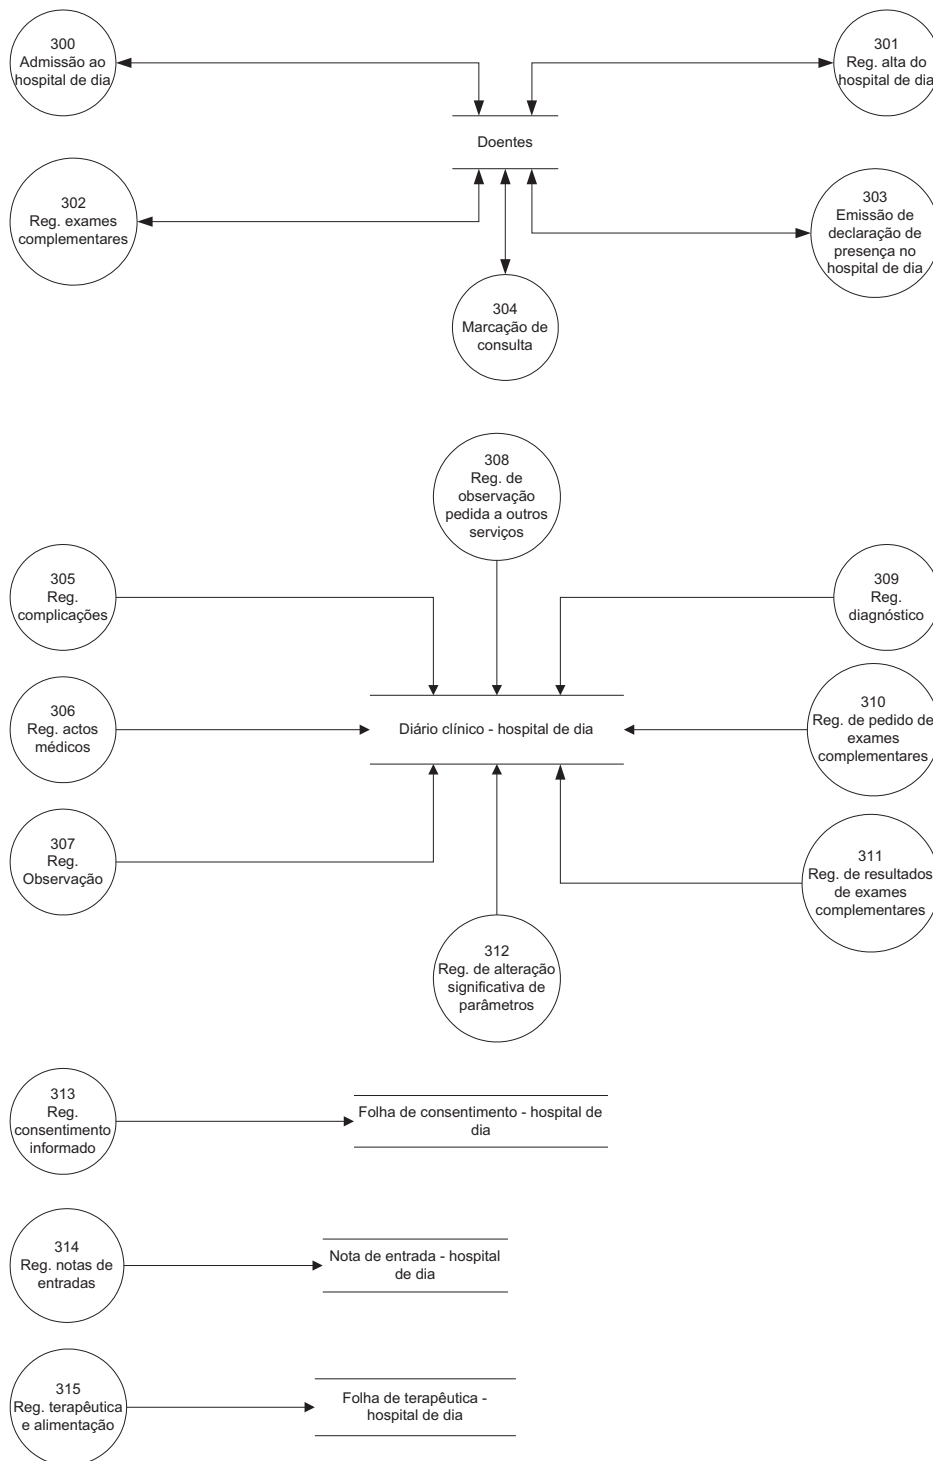 300
Admissão ao
hospital de dia
301
Reg. alta do
hospital de dia
Doentes
302
Reg. exames
complementares
303
Emissão de
declaração de
presença no
hospital de dia
304
Marcação de
consulta
308
Reg. de
observação
pedida a outros
serviços
305
Reg.
complicações
309
Reg.
diagnóstico
306
Reg. actos
médicos
Diário clínico - hospital de dia
310
Reg. de pedido de
exames
complementares
307
Reg.
Observação
311
Reg. de resultados
de exames
complementares
312
Reg. de alteração
significativa de
parâmetros
313
Reg.
consentimento
informado
Folha de consentimento - hospital de
dia
314
Reg. notas de
entradas
Nota de entrada - hospital
de dia
315
Reg. terapêutica
e alimentação
Folha de terapêutica -
hospital de dia